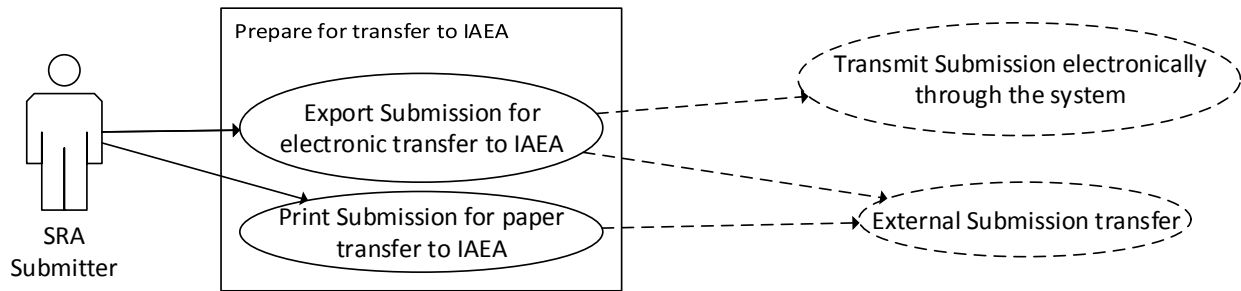 Prepare for transfer to IAEA
Transmit Submission electronically
through the system
Export Submission for
electronic transfer to IAEA
Print Submission for paper
transfer to IAEA
External Submission transfer
SRA
Submitter